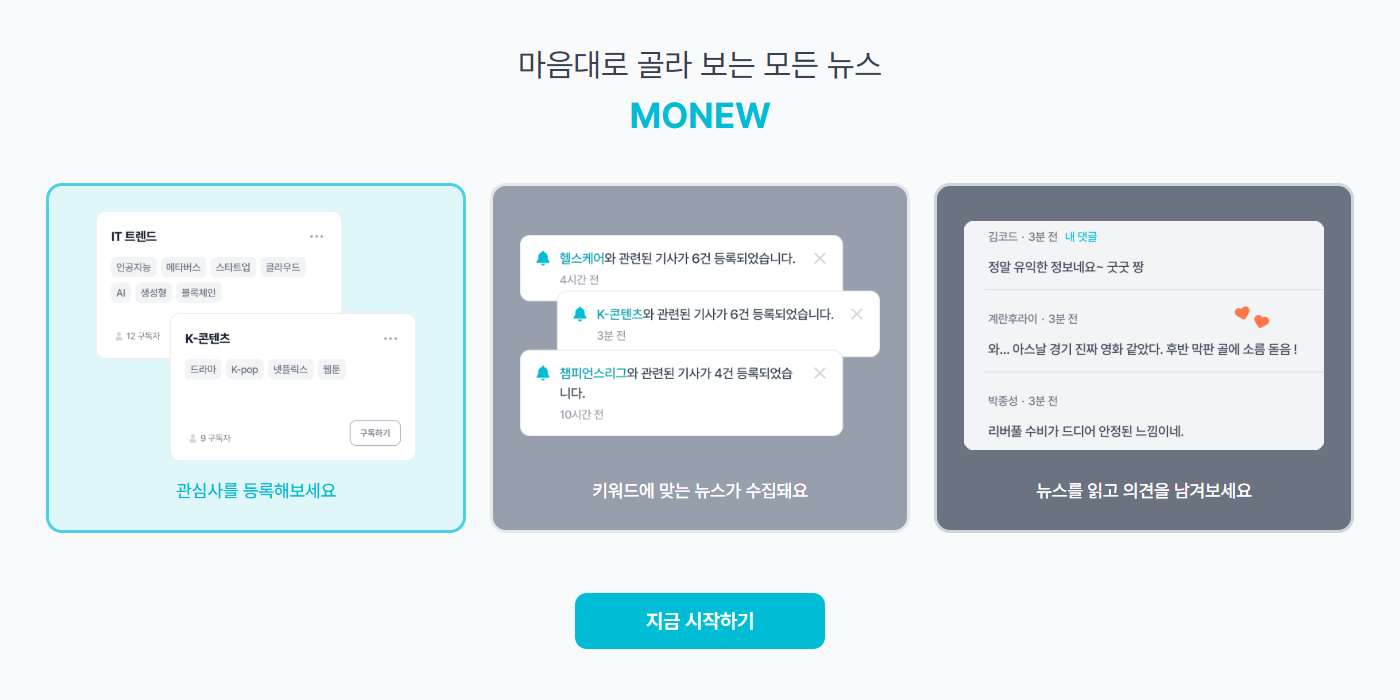 마음대로 골라 보는 모든 뉴스
MONEW
IT 트렌드
인공지능 메타버스 스타트업 클라우드
AI 생성형 블록체인
12 구독자
K-콘텐츠
드라마 K-pop 넷플릭스 웹툰
9 구독자
구독하기
관심사를 등록해보세요
헬스케어와 관련된 기사가 6건 등록되었습니다.
4시간 전
K-콘텐츠와 관련된 기사가 6건 등록되었습니다.
3분 전
챔피언스리그와 관련된 기사가 4건 등록되었습
니다.
10시간 전
키워드에 맞는 뉴스가 수집돼요
김코드 · 3분 전 내 댓글
정말 유익한 정보네요~ 굿굿 짱
계란후라이 · 3분 전
와... 아스날 경기 진짜 영화 같았다. 후반 막판 골에 소름 돋음 !
박종성 · 3분 전
리버풀 수비가 드디어 안정된 느낌이네.
뉴스를 읽고 의견을 남겨보세요
지금 시작하기